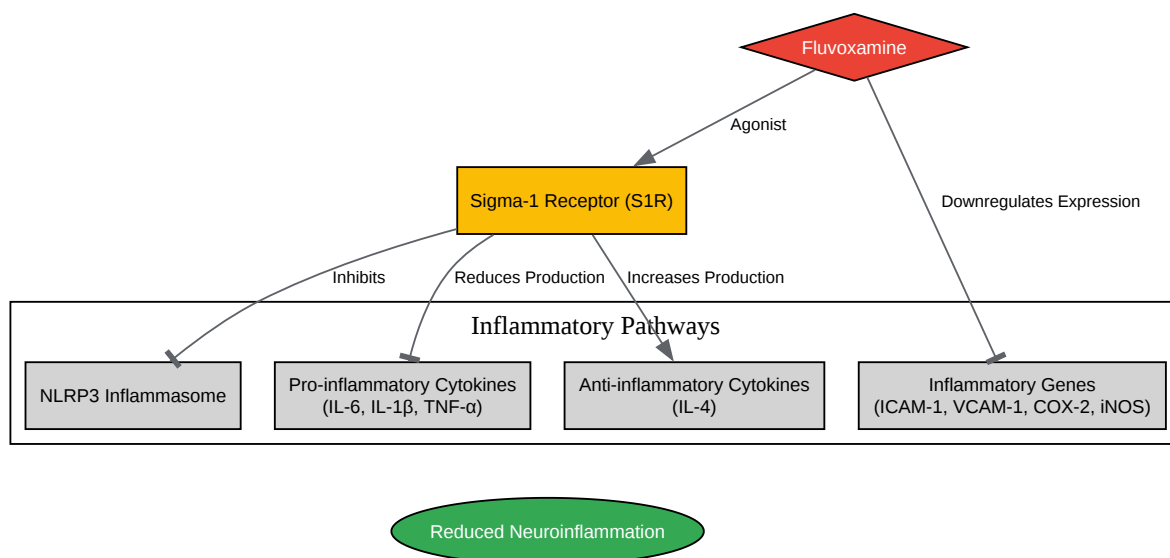 Fluvoxamine
Agonist
Sigma-1 Receptor (S1R)
Downregulates Expression
Inhibits
Reduces Production
Increases Production
Inflammatory Pathways
NLRP3 Inflammasome
Pro-inflammatory Cytokines
(IL-6, IL-1β, TNF-α)
Anti-inflammatory Cytokines
(IL-4)
Inflammatory Genes
(ICAM-1, VCAM-1, COX-2, iNOS)
Reduced Neuroinflammation